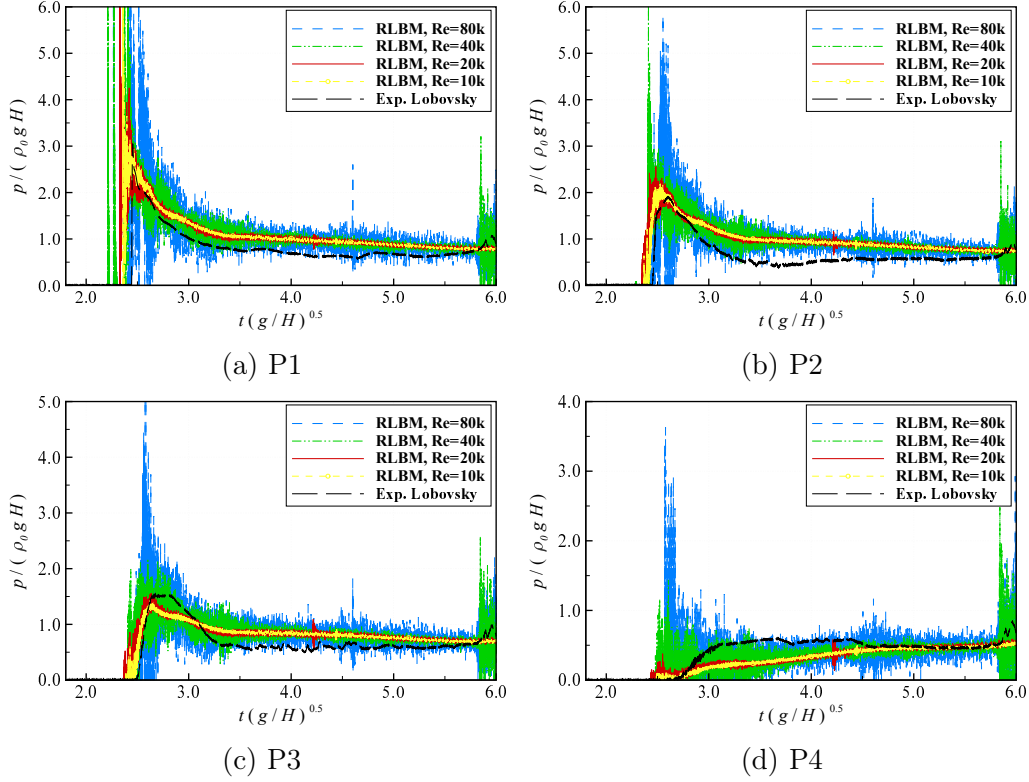 p / ( ρ0 g H )
6.0
5.0
4.0
3.0
2.0
1.0
0.0
RLBM, Re=80k
RLBM, Re=40k
RLBM, Re=20k
RLBM, Re=10k
Exp. Lobovsky
2.0 3.0 4.0 5.0 6.0
t ( g / H ) 0.5
(a) P1
p / ( ρ0 g H )
6.0
5.0
4.0
3.0
2.0
1.0
0.0
RLBM, Re=80k
RLBM, Re=40k
RLBM, Re=20k
RLBM, Re=10k
Exp. Lobovsky
2.0 3.0 4.0 5.0 6.0
t ( g / H ) 0.5
(b) P2
p / ( ρ0 g H )
5.0
4.0
3.0
2.0
1.0
0.0
RLBM, Re=80k
RLBM, Re=40k
RLBM, Re=20k
RLBM, Re=10k
Exp. Lobovsky
2.0 3.0 4.0 5.0 6.0
t ( g / H ) 0.5
(c) P3
p / ( ρ0 g H )
4.0
3.0
2.0
1.0
0.0
RLBM, Re=80k
RLBM, Re=40k
RLBM, Re=20k
RLBM, Re=10k
Exp. Lobovsky
2.0 3.0 4.0 5.0 6.0
t ( g / H ) 0.5
(d) P4